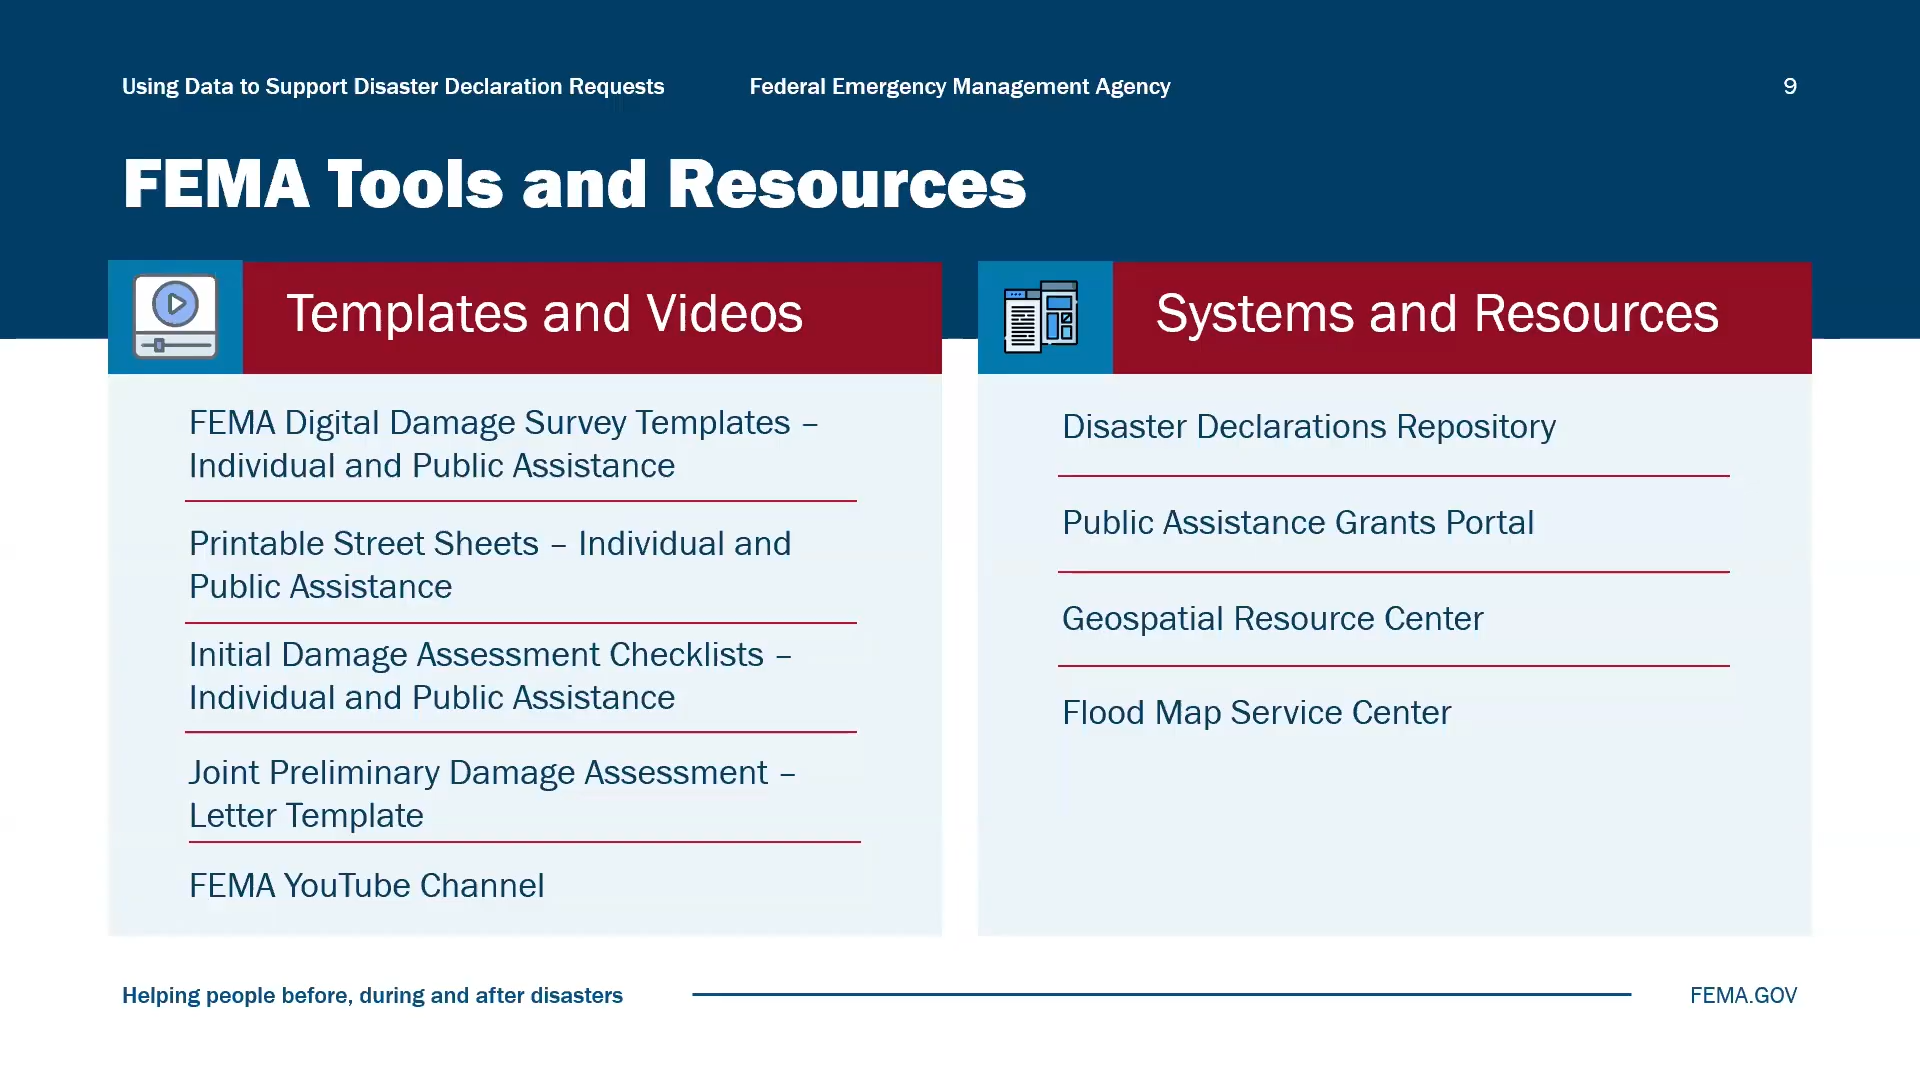 Using Data to Support Disaster Declaration Requests
Federal Emergency Management Agency
9
FEMA Tools and Resources
Templates and Videos
FEMA Digital Damage Survey Templates –
Individual and Public Assistance
Printable Street Sheets – Individual and
Public Assistance
Initial Damage Assessment Checklists –
Individual and Public Assistance
Joint Preliminary Damage Assessment –
Letter Template
FEMA YouTube Channel
Systems and Resources
Disaster Declarations Repository
Public Assistance Grants Portal
Geospatial Resource Center
Flood Map Service Center
Helping people before, during and after disasters
FEMA.GOV